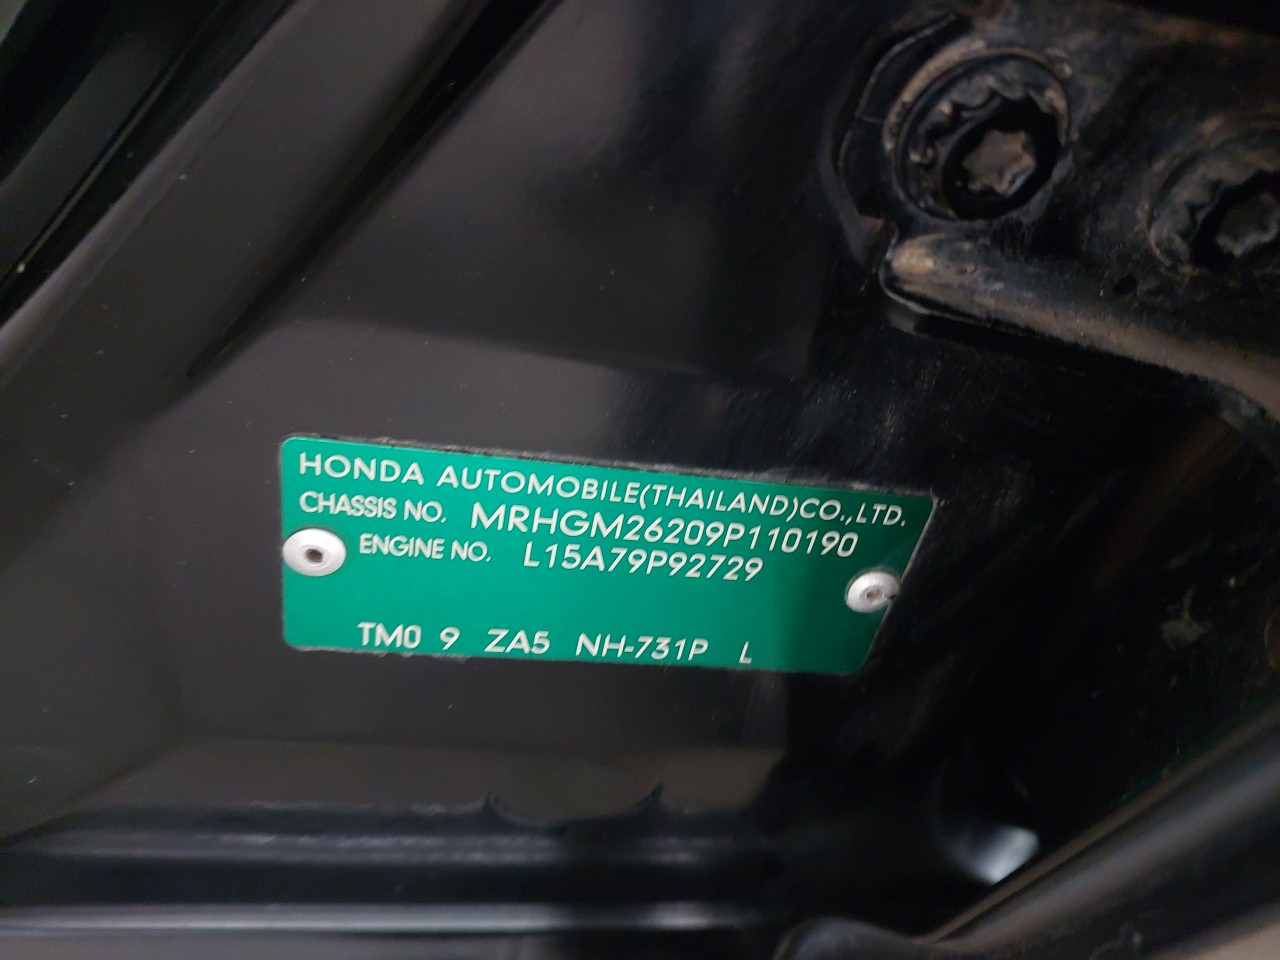 HONDA AUTOMOBILE(THAILAND)CO.,LTD.
CHASSIS NO. MRHGM26209P110190
ENGINE NO. L15A79P92729
TM0 9 ZA5 NH-731P L